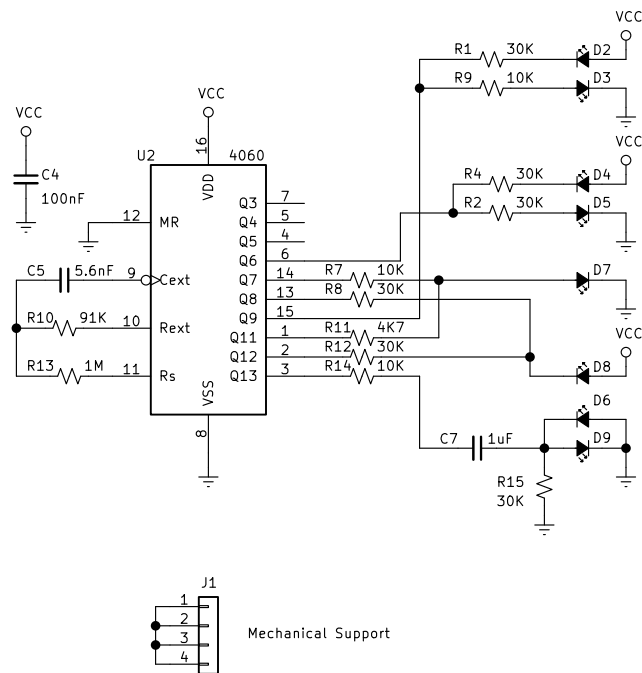 VCC
R1 30K D2
R9 10K D3
VCC
VCC
C4
100nF
U2 4060
16
VDD
VCC
R4 30K D4
R2 30K D5
Q3 7
Q4 5
Q5 4
Q6 6
12 MR
C5 5.6nF 9 Cext
Q7 14 R7 10K D7
Q8 13 R8 30K
Q9 15
R10 91K 10 Rext
Q11 1 R11 4K7
VCC
Q12 2 R12 30K
R13 1M 11 Rs
Q13 3 R14 10K
D8
VSS
8
D6
C7 1uF D9
R15
30K
J1
1
2
3
4
Mechanical Support